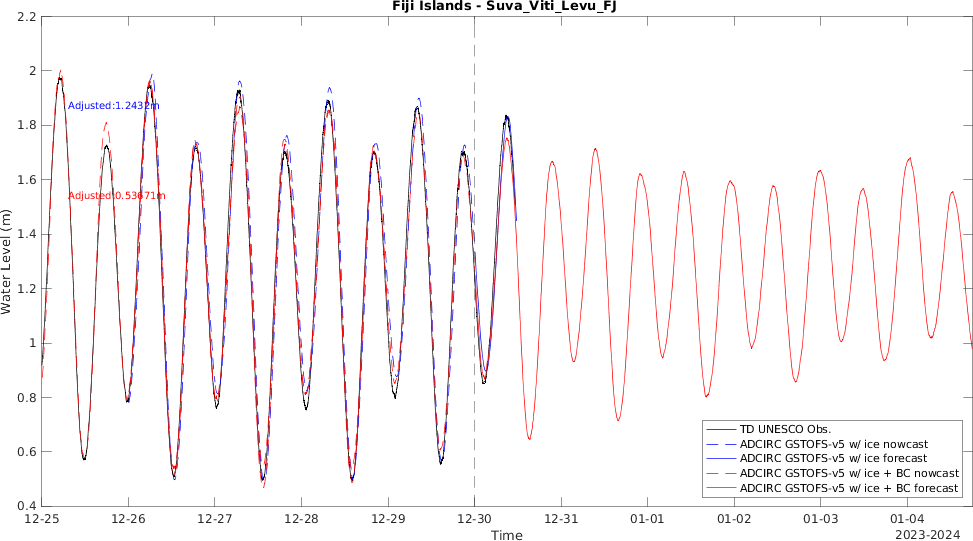 Fiji Islands - Suva_Viti_Levu_FJ
2.2
2
1.8
1.6
1.4
1.2
1
0.8
0.6
0.4
Water Level (m)
Adjusted:1.2432m
Adjusted:0.53671m
TD UNESCO Obs.
ADCIRC GSTOFS-v5 w/ ice nowcast
ADCIRC GSTOFS-v5 w/ ice forecast
ADCIRC GSTOFS-v5 w/ ice + BC nowcast
ADCIRC GSTOFS-v5 w/ ice + BC forecast
12-25 12-26 12-27 12-28 12-29 12-30 12-31 01-01 01-02 01-03 01-04
Time
2023-2024